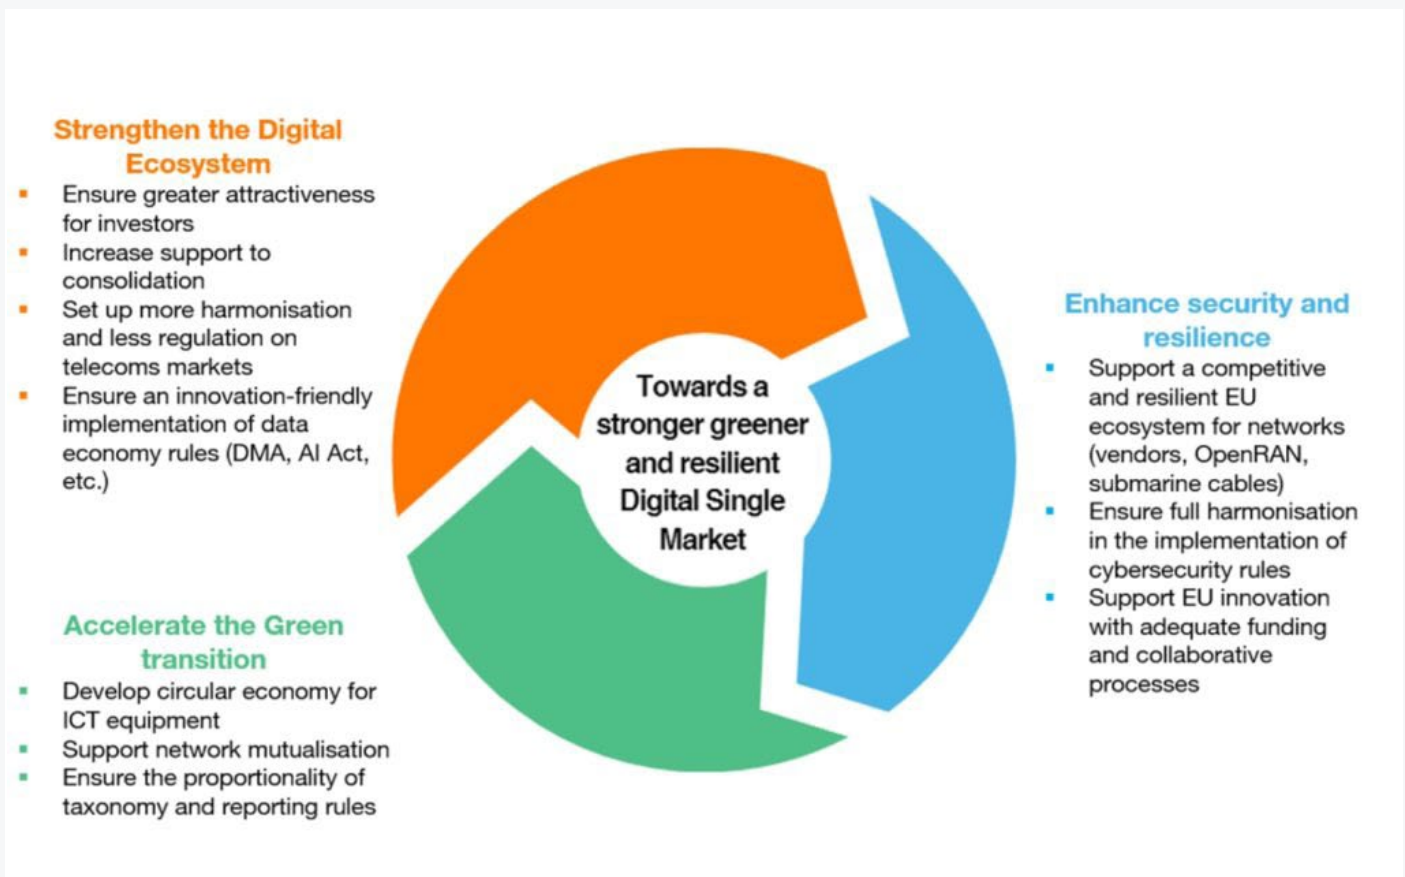 Strengthen the Digital
Ecosystem
▪ Ensure greater attractiveness
for investors
▪ Increase support to
consolidation
▪ Set up more harmonisation
and less regulation on
telecoms markets
▪ Ensure an innovation-friendly
implementation of data
economy rules (DMA, AI Act,
etc.)
Towards a
stronger greener
and resilient
Digital Single
Market
Enhance security and
resilience
▪ Support a competitive
and resilient EU
ecosystem for networks
(vendors, OpenRAN,
submarine cables)
▪ Ensure full harmonisation
in the implementation of
cybersecurity rules
▪ Support EU innovation
with adequate funding
and collaborative
processes
Accelerate the Green
transition
▪ Develop circular economy for
ICT equipment
▪ Support network mutualisation
▪ Ensure the proportionality of
taxonomy and reporting rules